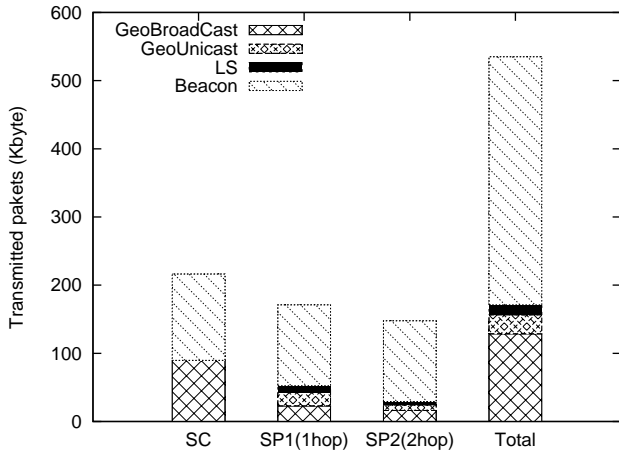 600
500
400
300
200
100
0
Transmitted pakets (Kbyte)
GeoBroadCast
GeoUnicast
LS
Beacon
SC SP1(1hop) SP2(2hop) Total